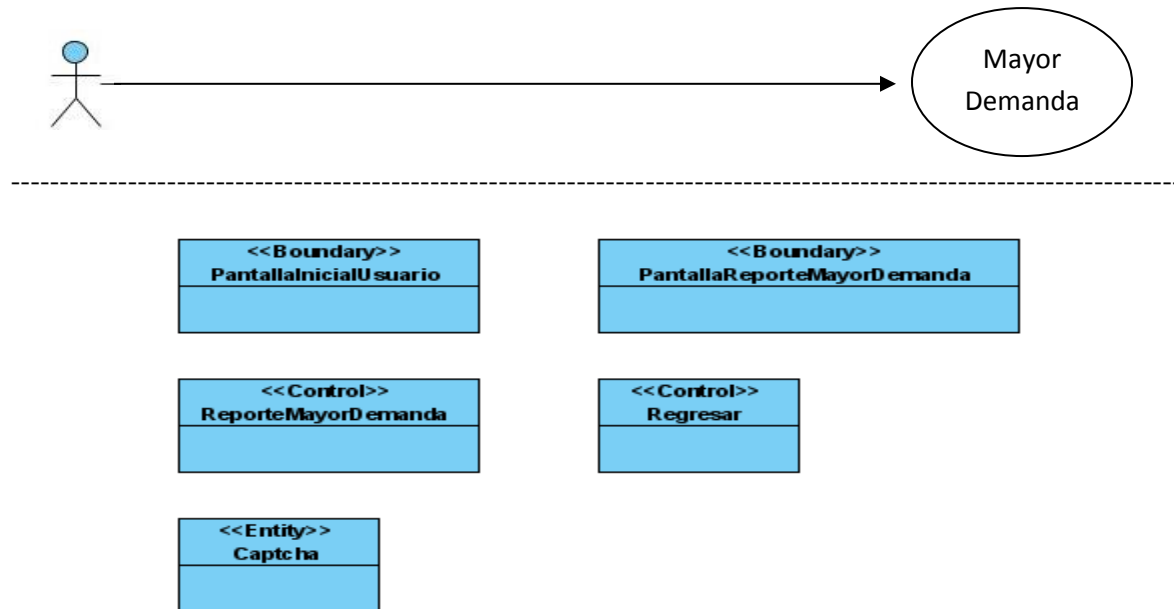 Mayor
Demanda
<<Boundary>>
PantallaInicialUsuario
<<Boundary>>
PantallaReporteMayorDemanda
<<Control>>
ReporteMayorDemanda
<<Control>>
Regresar
<<Entity>>
Captcha